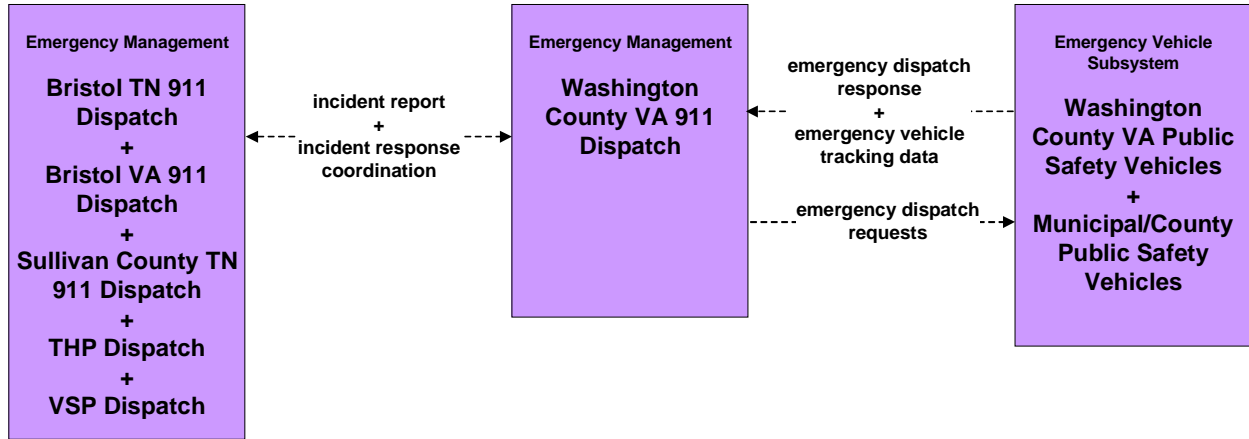 Emergency Management
Bristol TN 911
Dispatch
+
Bristol VA 911
Dispatch
+
Sullivan County TN
911 Dispatch
+
THP Dispatch
+
VSP Dispatch
incident report
+
incident response
coordination
Emergency Management
Washington
County VA 911
Dispatch
emergency dispatch
response
+
emergency vehicle
tracking data
emergency dispatch
requests
Emergency Vehicle
Subsystem
Washington
County VA Public
Safety Vehicles
+
Municipal/County
Public Safety
Vehicles